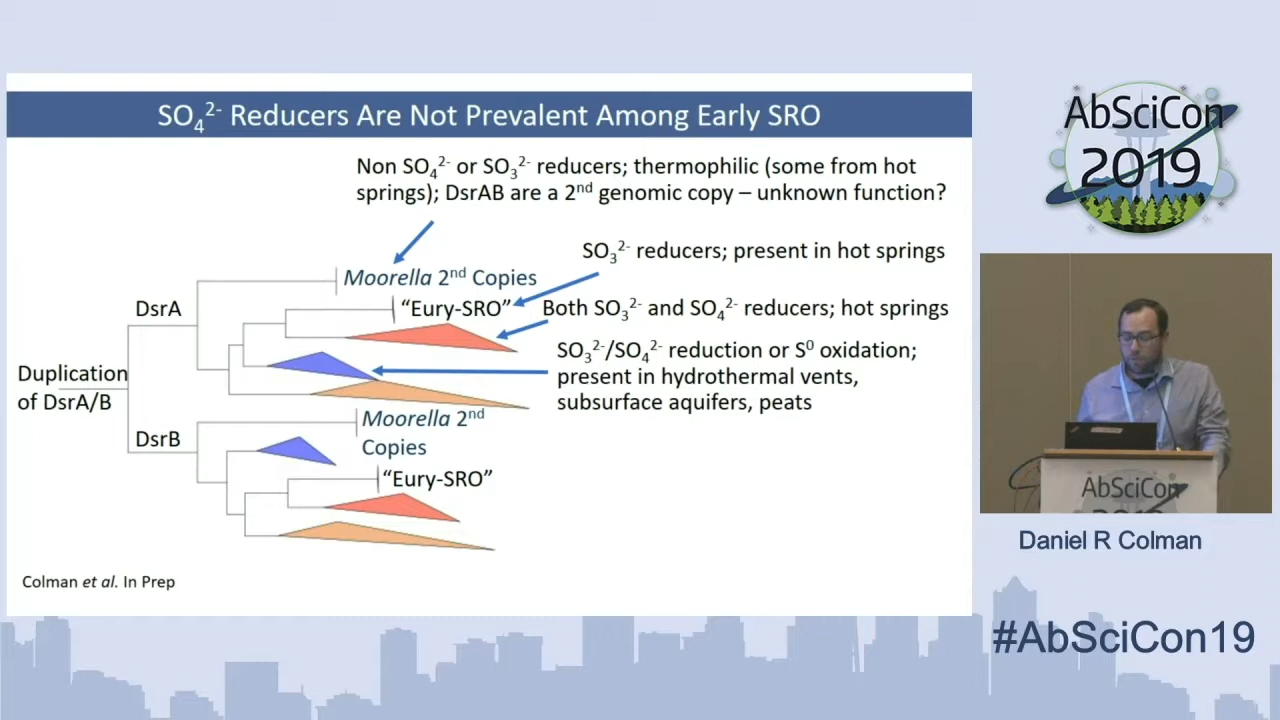 SO₄²⁻ Reducers Are Not Prevalent Among Early SRO
Non SO₄²⁻ or SO₃²⁻ reducers; thermophilic (some from hot
springs); DsrAB are a 2ⁿᵈ genomic copy – unknown function?
SO₃²⁻ reducers; present in hot springs
Moorella 2ⁿᵈ Copies
DsrA
"Eury-SRO"
Both SO₃²⁻ and SO₄²⁻ reducers; hot springs
SO₃²⁻/SO₄²⁻ reduction or S⁰ oxidation;
present in hydrothermal vents,
subsurface aquifers, peats
Duplication
of DsrA/B
Moorella 2ⁿᵈ
Copies
DsrB
"Eury-SRO"
Colman et al. In Prep
AbSciCon
2019
AbSciCon
Daniel R Colman
#AbSciCon19